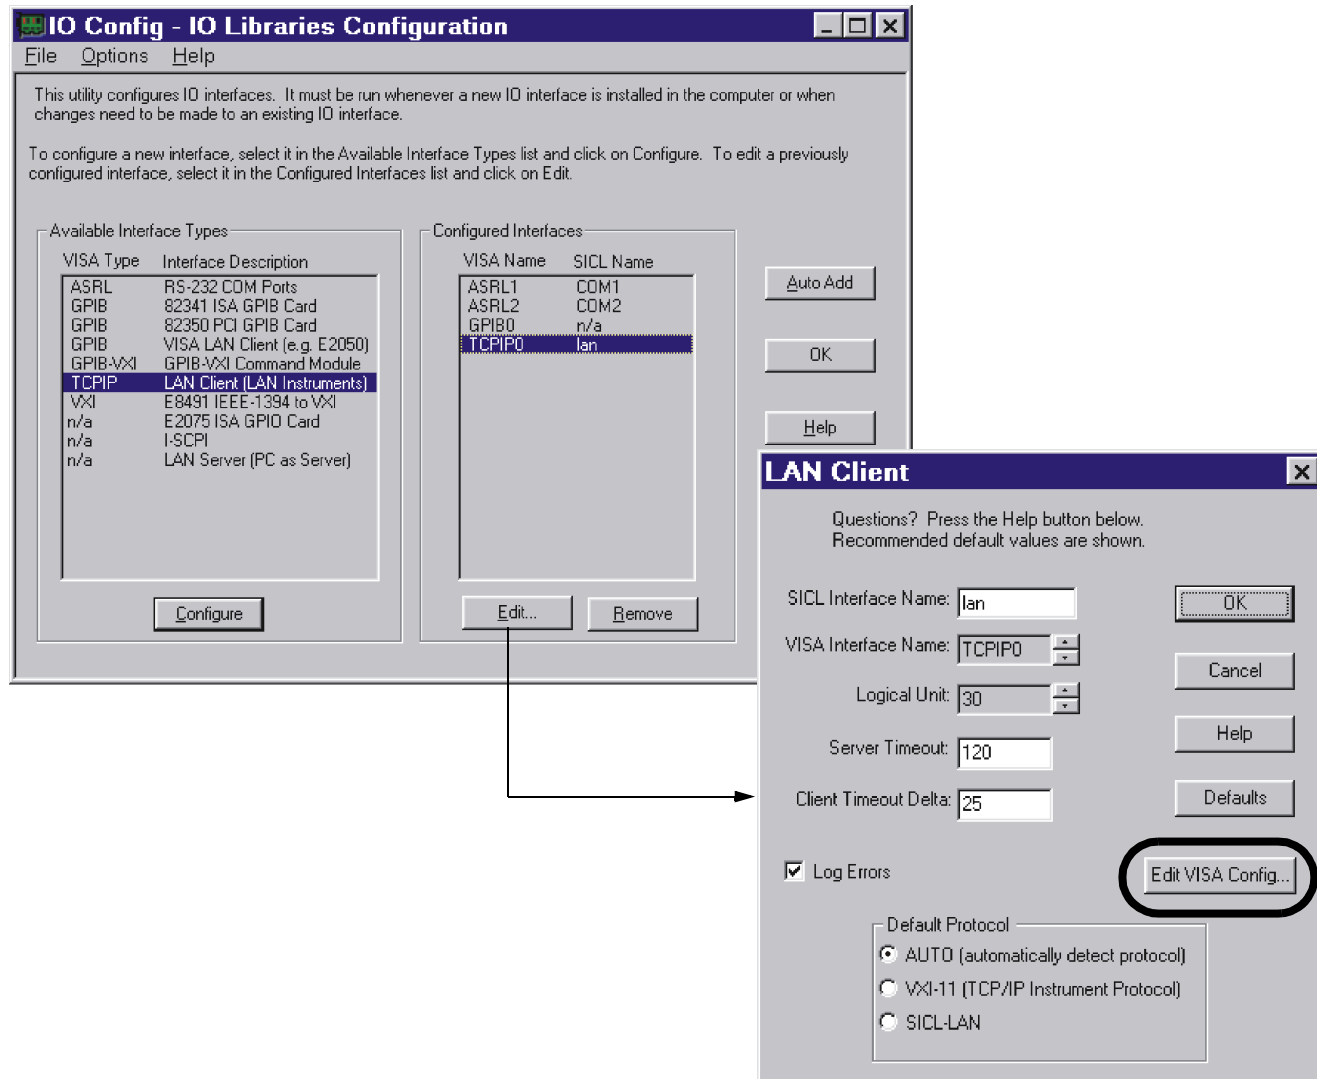 IO Config - IO Libraries Configuration
File Options Help
This utility configures IO interfaces. It must be run whenever a new IO interface is installed in the computer or when
changes need to be made to an existing IO interface.
To configure a new interface, select it in the Available Interface Types list and click on Configure. To edit a previously
configured interface, select it in the Configured Interfaces list and click on Edit.
Available Interface Types
VISA Type Interface Description
ASRL RS-232 COM Ports
GPIB 82341 ISA GPIB Card
GPIB 82350 PCI GPIB Card
GPIB VISA LAN Client (e.g. E2050)
GPIB-VXI GPIB-VXI Command Module
TCPIP LAN Client (LAN Instruments)
VXI E8491 IEEE-1394 to VXI
n/a E2075 ISA GPIO Card
n/a I-SCPI
n/a LAN Server (PC as Server)
Configure
Configured Interfaces
VISA Name SICL Name
ASRL1 COM1
ASRL2 COM2
GPIB0 n/a
TCPIP0 lan
Edit... Remove
Auto Add
OK
Help
LAN Client
Questions? Press the Help button below.
Recommended default values are shown.
SICL Interface Name: lan
VISA Interface Name: TCPIP0
Logical Unit: 30
Server Timeout: 120
Client Timeout Delta: 25
OK
Cancel
Help
Defaults
Log Errors
Edit VISA Config...
Default Protocol
AUTO (automatically detect protocol)
VXI-11 (TCP/IP Instrument Protocol)
SICL-LAN